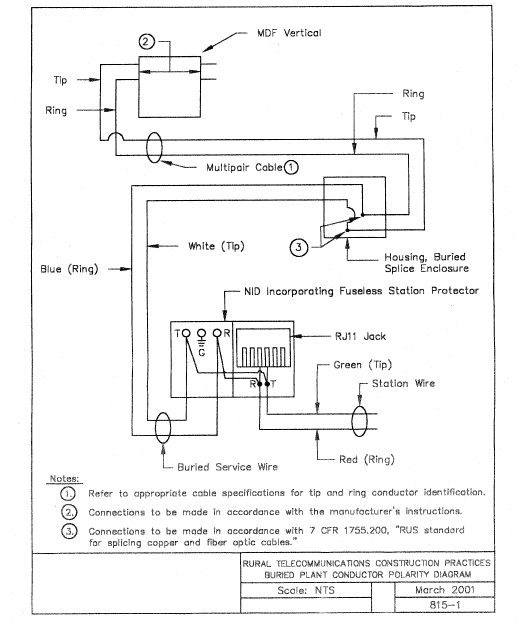 2
MDF Vertical
Tip
Ring
Ring
Tip
Multipair Cable 1
White (Tip)
3
Blue (Ring)
Housing, Buried
Splice Enclosure
NID Incorporating Fuseless Station Protector
T R
G
RJ11 Jack
Green (Tip)
R T
Station Wire
Red (Ring)
Buried Service Wire
Notes:
1. Refer to appropriate cable specifications for tip and ring conductor identification.
2. Connections to be made in accordance with the manufacturer's instructions.
3. Connections to be made in accordance with 7 CFR 1755.200, "RUS standard
for splicing copper and fiber optic cables."
RURAL TELECOMMUNICATIONS CONSTRUCTION PRACTICES
BURIED PLANT CONDUCTOR POLARITY DIAGRAM
Scale: NTS
March 2001
815-1